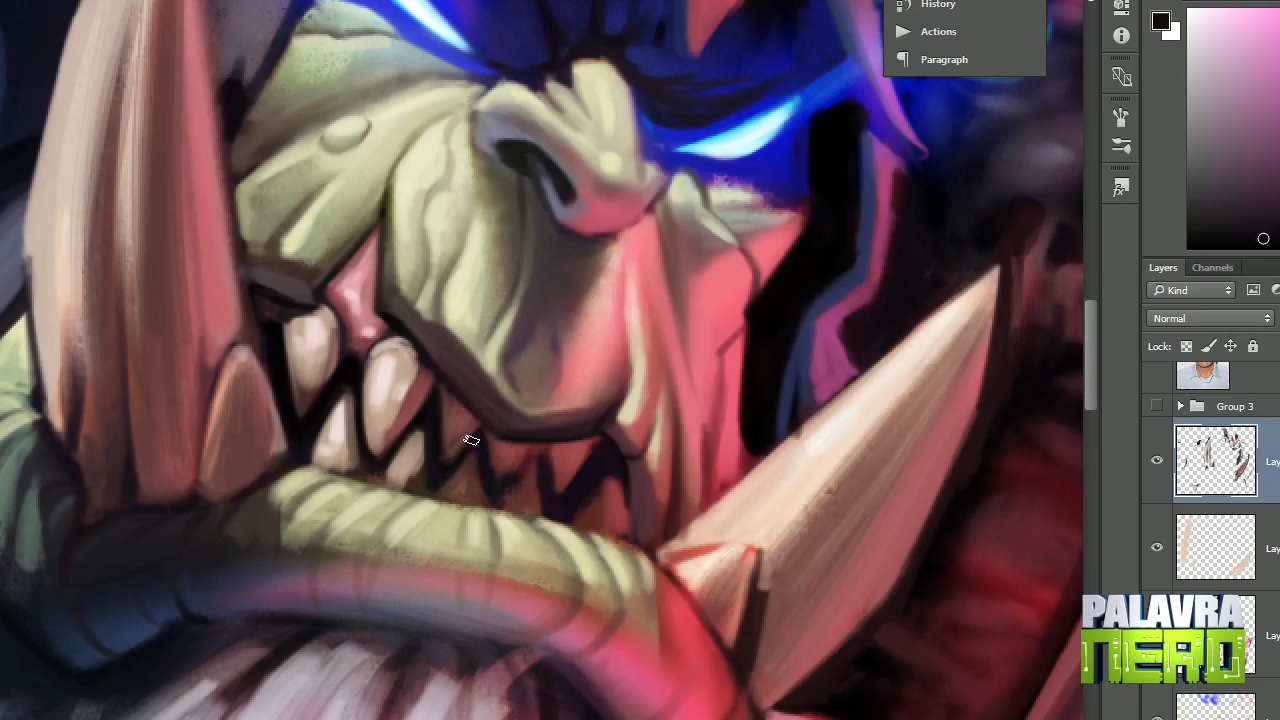 History
Actions
Paragraph
Layers
Channels
Kind
Normal
Lock:
Group 3
PALAVRA
NERD